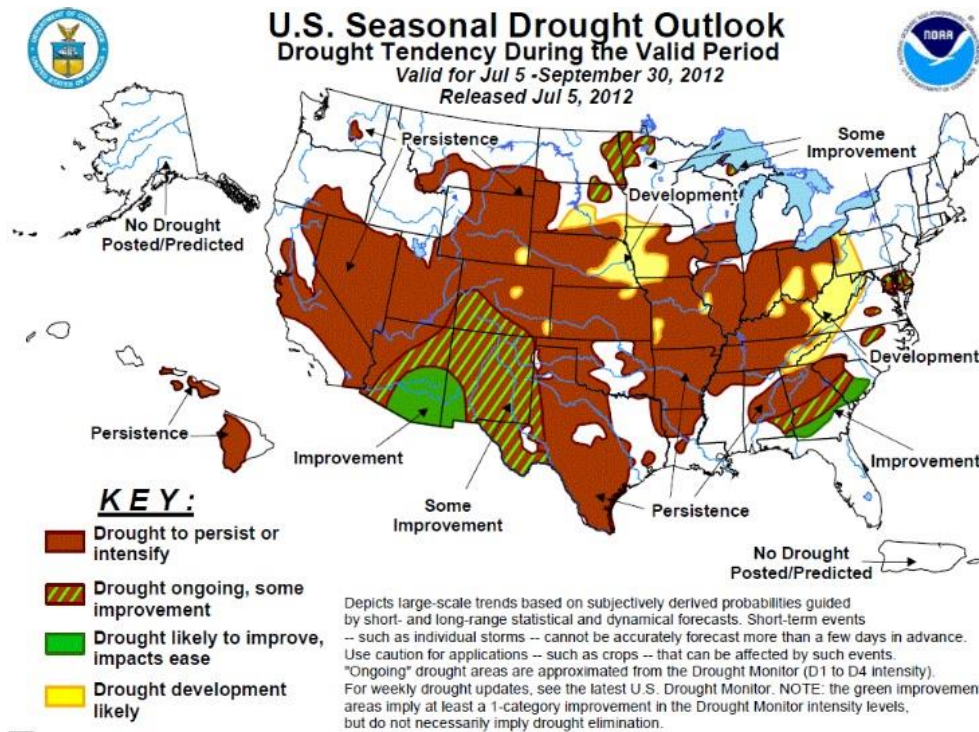 U.S. Seasonal Drought Outlook
Drought Tendency During the Valid Period
Valid for Jul 5 -September 30, 2012
Released Jul 5, 2012
DEPARTMENT OF COMMERCE
UNITED STATES OF AMERICA
NOAA
Persistence
Some
Improvement
Development
No Drought
Posted/Predicted
Development
Persistence
Improvement
Improvement
Some
Improvement
Persistence
No Drought
Posted/Predicted
KEY:
Drought to persist or
intensify
Drought ongoing, some
improvement
Drought likely to improve,
impacts ease
Drought development
likely
Depicts large-scale trends based on subjectively derived probabilities guided
by short- and long-range statistical and dynamical forecasts. Short-term events
-- such as individual storms -- cannot be accurately forecast more than a few days in advance.
Use caution for applications -- such as crops -- that can be affected by such events.
"Ongoing" drought areas are approximated from the Drought Monitor (D1 to D4 intensity).
For weekly drought updates, see the latest U.S. Drought Monitor. NOTE: the green improvement
areas imply at least a 1-category improvement in the Drought Monitor intensity levels,
but do not necessarily imply drought elimination.